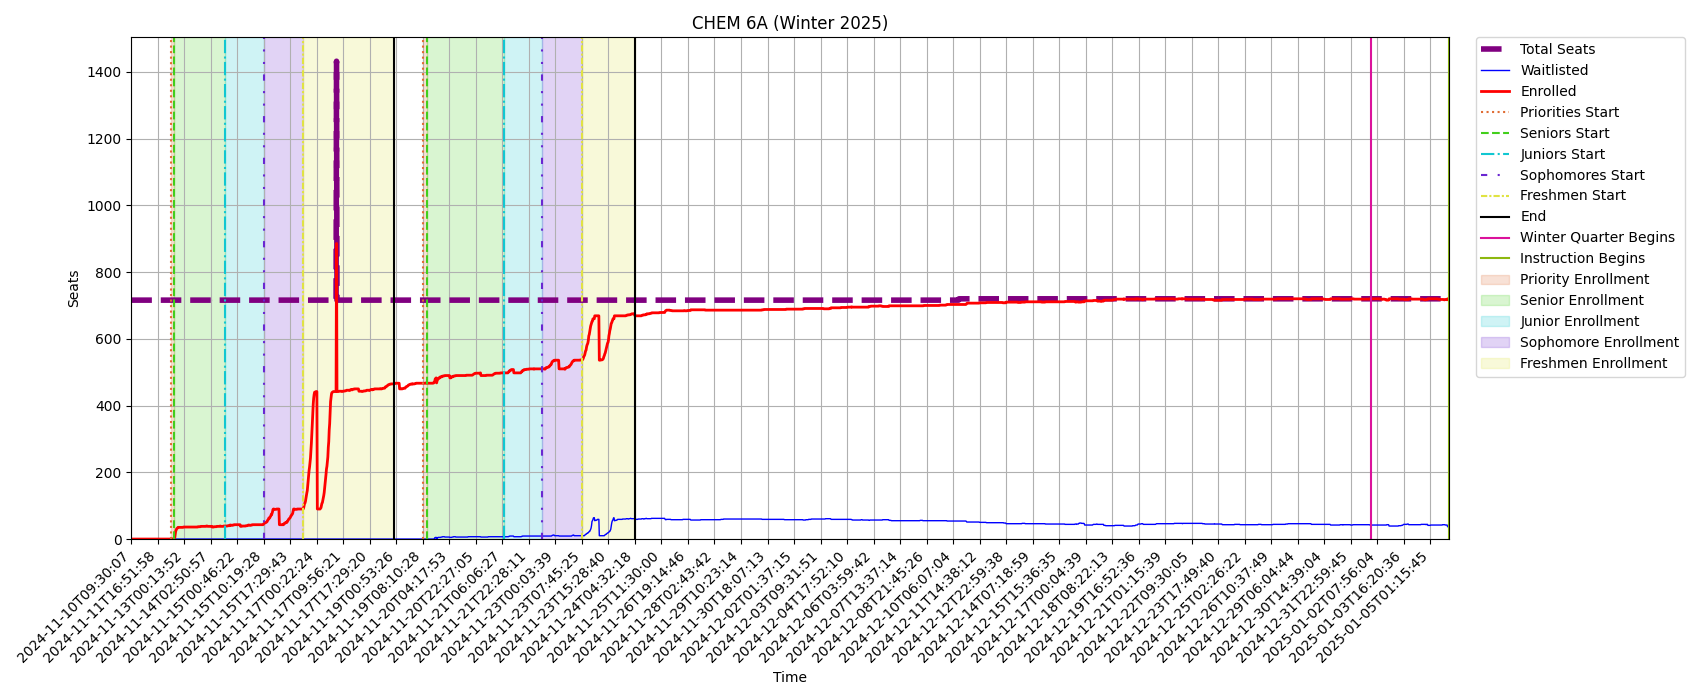 CHEM 6A (Winter 2025)
Seats
1400
1200
1000
800
600
400
200
0
2024-11-10T09:30:07
2024-11-11T16:51:58
2024-11-13T00:13:52
2024-11-14T02:50:57
2024-11-15T00:46:22
2024-11-15T10:19:28
2024-11-15T17:29:43
2024-11-17T00:22:24
2024-11-17T09:56:21
2024-11-17T17:29:20
2024-11-19T00:53:26
2024-11-19T08:10:28
2024-11-20T04:17:53
2024-11-20T22:27:05
2024-11-21T06:06:27
2024-11-21T22:28:11
2024-11-23T00:03:39
2024-11-23T07:45:25
2024-11-23T15:28:40
2024-11-24T04:32:18
2024-11-25T11:30:00
2024-11-26T19:14:46
2024-11-28T02:43:42
2024-11-29T10:23:14
2024-11-30T18:07:13
2024-12-02T01:37:15
2024-12-03T09:31:51
2024-12-04T17:52:10
2024-12-06T03:59:42
2024-12-07T13:37:14
2024-12-08T21:45:26
2024-12-10T06:07:04
2024-12-11T14:38:12
2024-12-12T22:59:38
2024-12-14T07:18:59
2024-12-15T15:36:35
2024-12-17T00:04:39
2024-12-18T08:22:13
2024-12-19T16:52:36
2024-12-21T01:15:39
2024-12-22T09:30:05
2024-12-23T17:49:40
2024-12-25T02:26:22
2024-12-26T10:37:49
2024-12-29T06:04:44
2024-12-30T14:39:04
2024-12-31T22:59:45
2025-01-02T07:56:04
2025-01-03T16:20:36
2025-01-05T01:15:45
Time
Total Seats
Waitlisted
Enrolled
Priorities Start
Seniors Start
Juniors Start
Sophomores Start
Freshmen Start
End
Winter Quarter Begins
Instruction Begins
Priority Enrollment
Senior Enrollment
Junior Enrollment
Sophomore Enrollment
Freshmen Enrollment